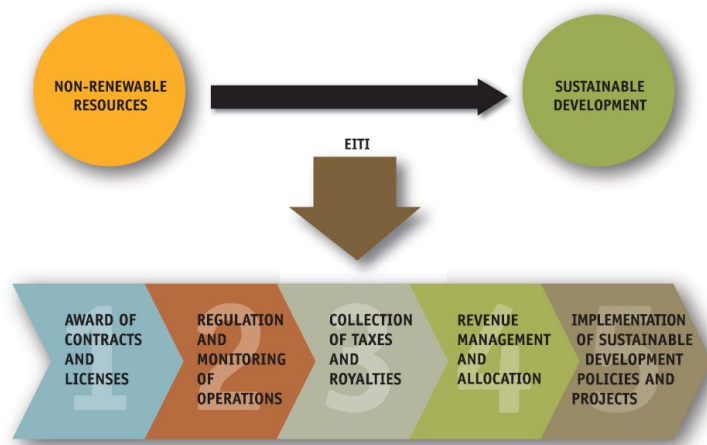 NON-RENEWABLE
RESOURCES
SUSTAINABLE
DEVELOPMENT
EITI
1
AWARD OF
CONTRACTS
AND
LICENSES
2
REGULATION
AND
MONITORING
OF
OPERATIONS
3
COLLECTION
OF TAXES
AND
ROYALTIES
4
REVENUE
MANAGEMENT
AND
ALLOCATION
5
IMPLEMENTATION
OF SUSTAINABLE
DEVELOPMENT
POLICIES AND
PROJECTS